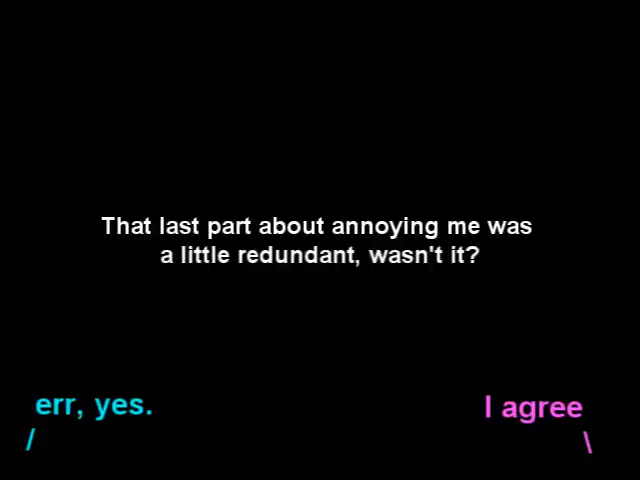 That last part about annoying me was
a little redundant, wasn't it?
err, yes.
I agree
/
\